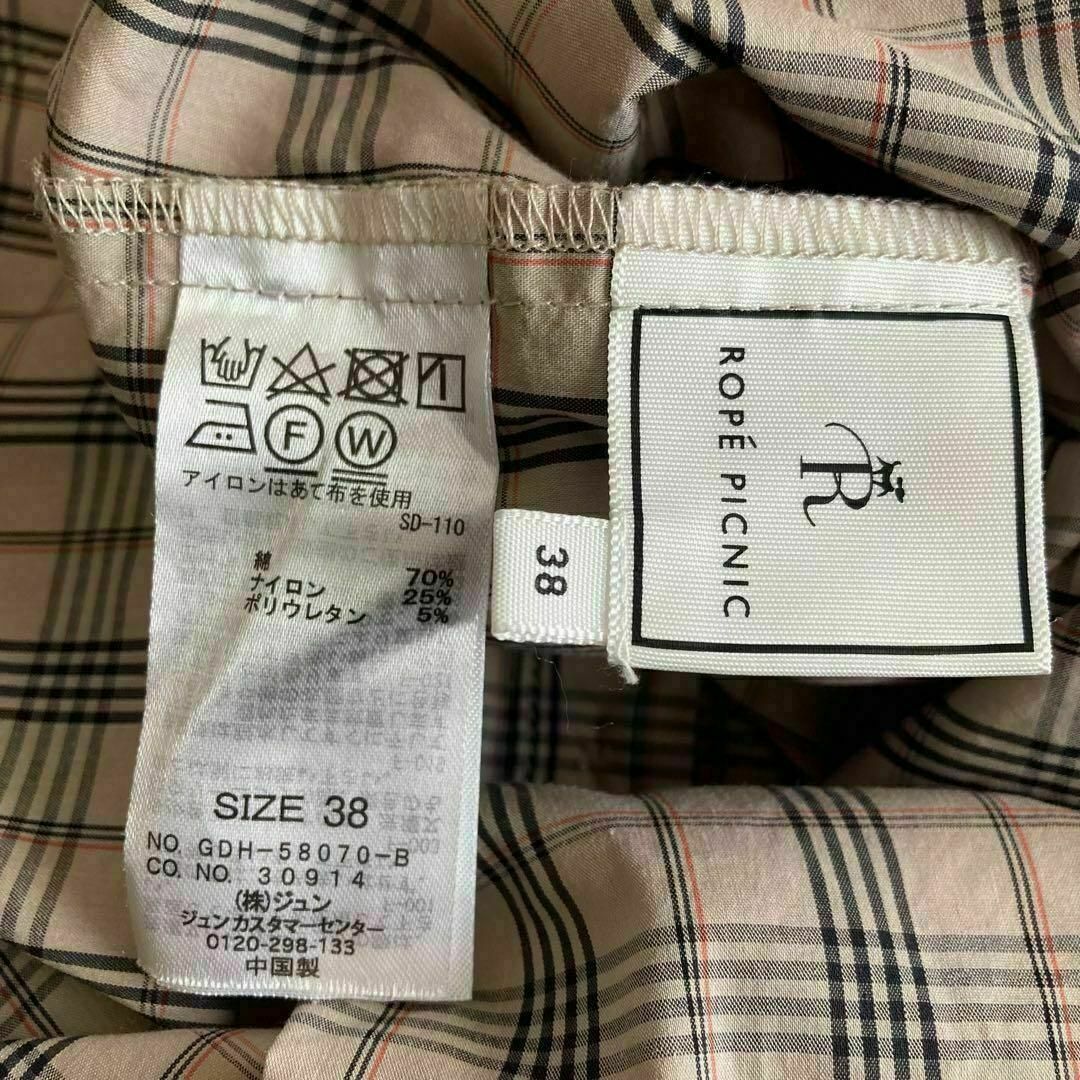 F W
アイロンはあて布を使用
SD-110
綿 70%
ナイロン 25%
ポリウレタン 5%
SIZE 38
NO. GDH-58070-B
CO. NO. 30914
(株)ジュン
ジュンカスタマーセンター
0120-298-133
中国製
38
R
ROPÉ PICNIC